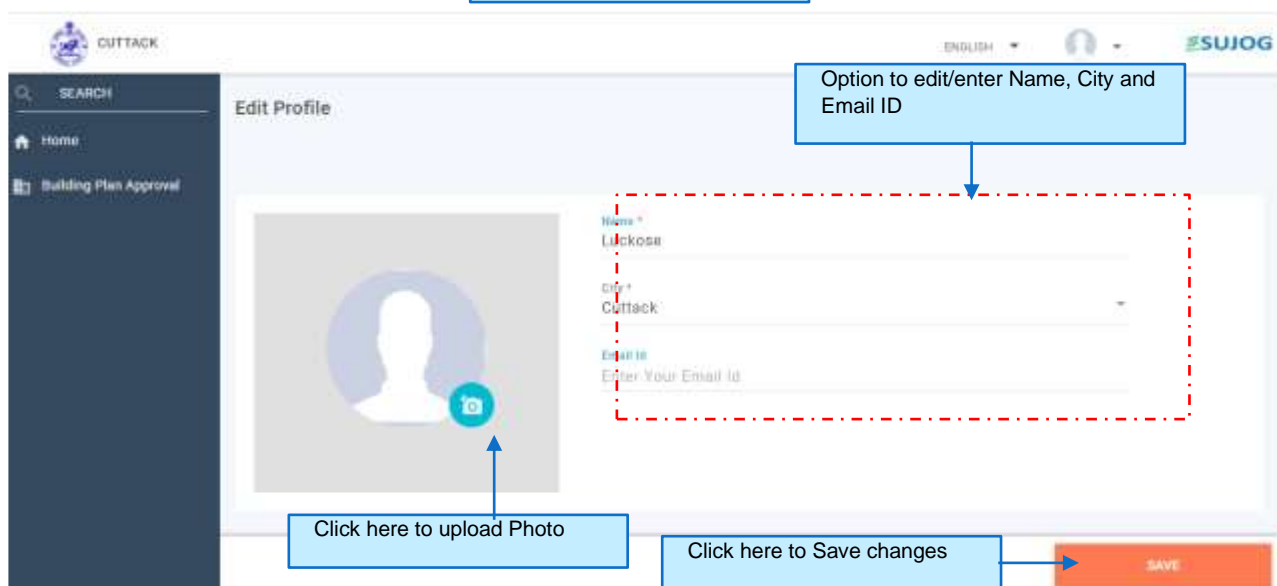 CUTTACK
ENGLISH
SUJOG
SEARCH
Home
Building Plan Approval
Edit Profile
Option to edit/enter Name, City and
Email ID
Name *
Luckose
City *
Cuttack
Email Id
Enter Your Email Id
Click here to upload Photo
Click here to Save changes
SAVE